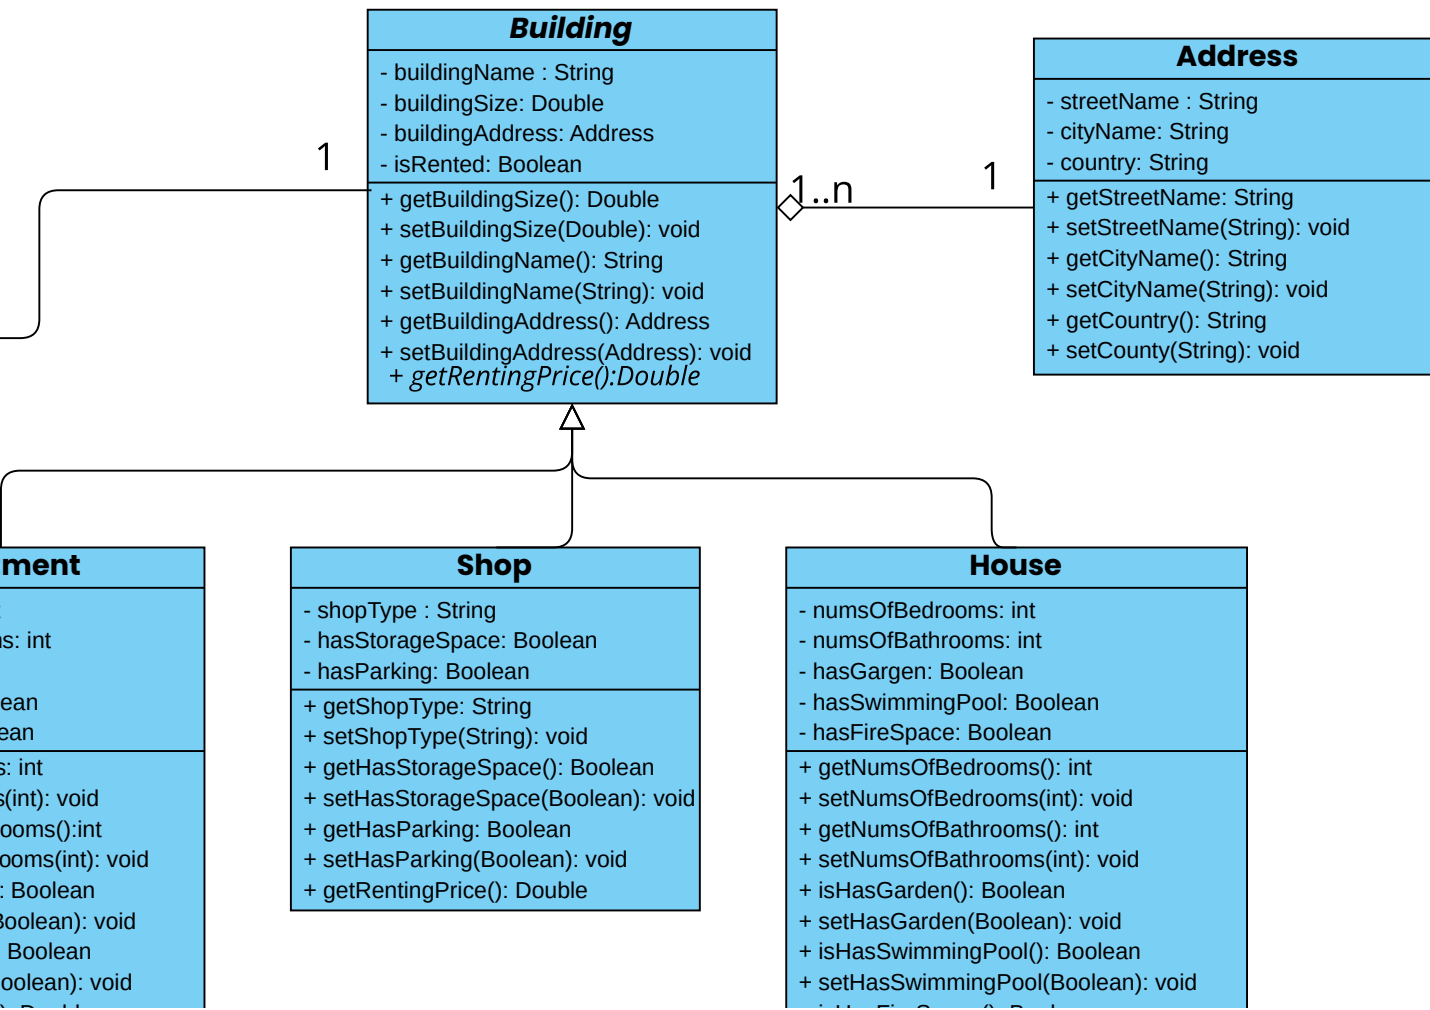 Building
- buildingName : String
- buildingSize: Double
- buildingAddress: Address
- isRented: Boolean
+ getBuildingSize(): Double
+ setBuildingSize(Double): void
+ getBuildingName(): String
+ setBuildingName(String): void
+ getBuildingAddress(): Address
+ setBuildingAddress(Address): void
+ getRentingPrice():Double
1
1..n
1
Address
- streetName : String
- cityName: String
- country: String
+ getStreetName: String
+ setStreetName(String): void
+ getCityName(): String
+ setCityName(String): void
+ getCountry(): String
+ setCounty(String): void
ment
s: int
ean
ean
s: int
s(int): void
ooms():int
ooms(int): void
: Boolean
Boolean): void
Boolean
oolean): void
Shop
- shopType : String
- hasStorageSpace: Boolean
- hasParking: Boolean
+ getShopType: String
+ setShopType(String): void
+ getHasStorageSpace(): Boolean
+ setHasStorageSpace(Boolean): void
+ getHasParking: Boolean
+ setHasParking(Boolean): void
+ getRentingPrice(): Double
House
- numsOfBedrooms: int
- numsOfBathrooms: int
- hasGargen: Boolean
- hasSwimmingPool: Boolean
- hasFireSpace: Boolean
+ getNumsOfBedrooms(): int
+ setNumsOfBedrooms(int): void
+ getNumsOfBathrooms(): int
+ setNumsOfBathrooms(int): void
+ isHasGarden(): Boolean
+ setHasGarden(Boolean): void
+ isHasSwimmingPool(): Boolean
+ setHasSwimmingPool(Boolean): void